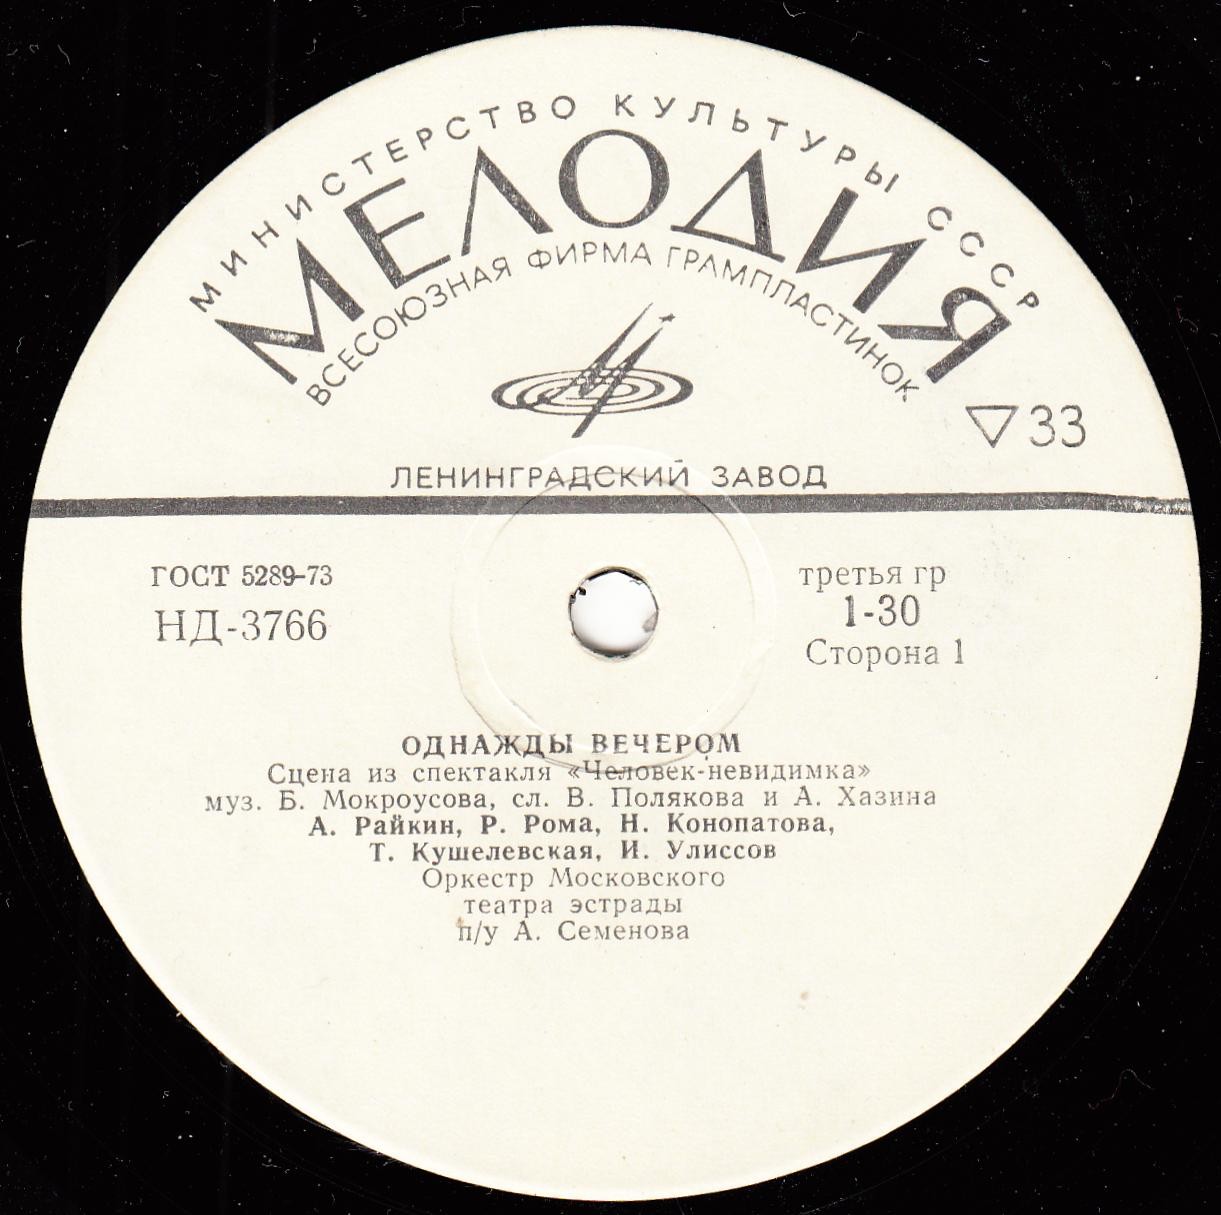 МИНИСТЕРСТВО КУЛЬТУРЫ СССР
МЕЛОДИЯ
ВСЕСОЮЗНАЯ ФИРМА ГРАМПЛАСТИНОК
33
ЛЕНИНГРАДСКИЙ ЗАВОД
ГОСТ 5289-73
НД-3766
третья гр
1-30
Сторона 1
ОДНАЖДЫ ВЕЧЕРОМ
Сцена из спектакля «Человек-невидимка»
муз. Б. Мокроусова, сл. В. Полякова и А. Хазина
А. Райкин, Р. Рома, Н. Конопатова,
Т. Кушелевская, И. Улиссов
Оркестр Московского
театра эстрады
п/у А. Семенова